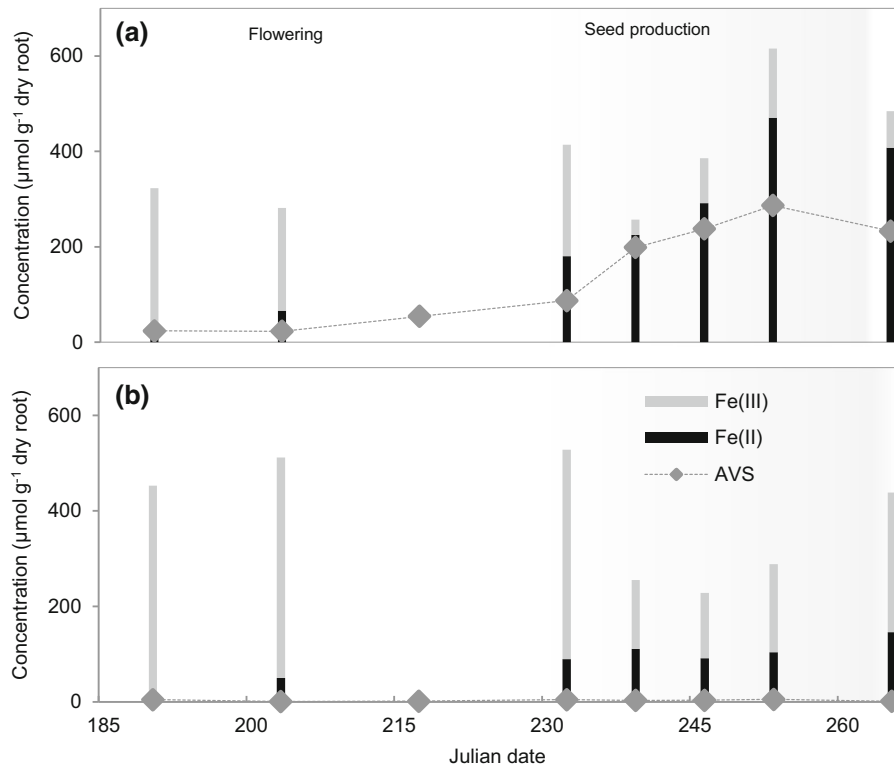 (a)
Flowering
Seed production
Concentration (μmol g⁻¹ dry root)
600
400
200
0
(b)
Fe(III)
Fe(II)
AVS
Concentration (μmol g⁻¹ dry root)
600
400
200
0
185 200 215 230 245 260
Julian date